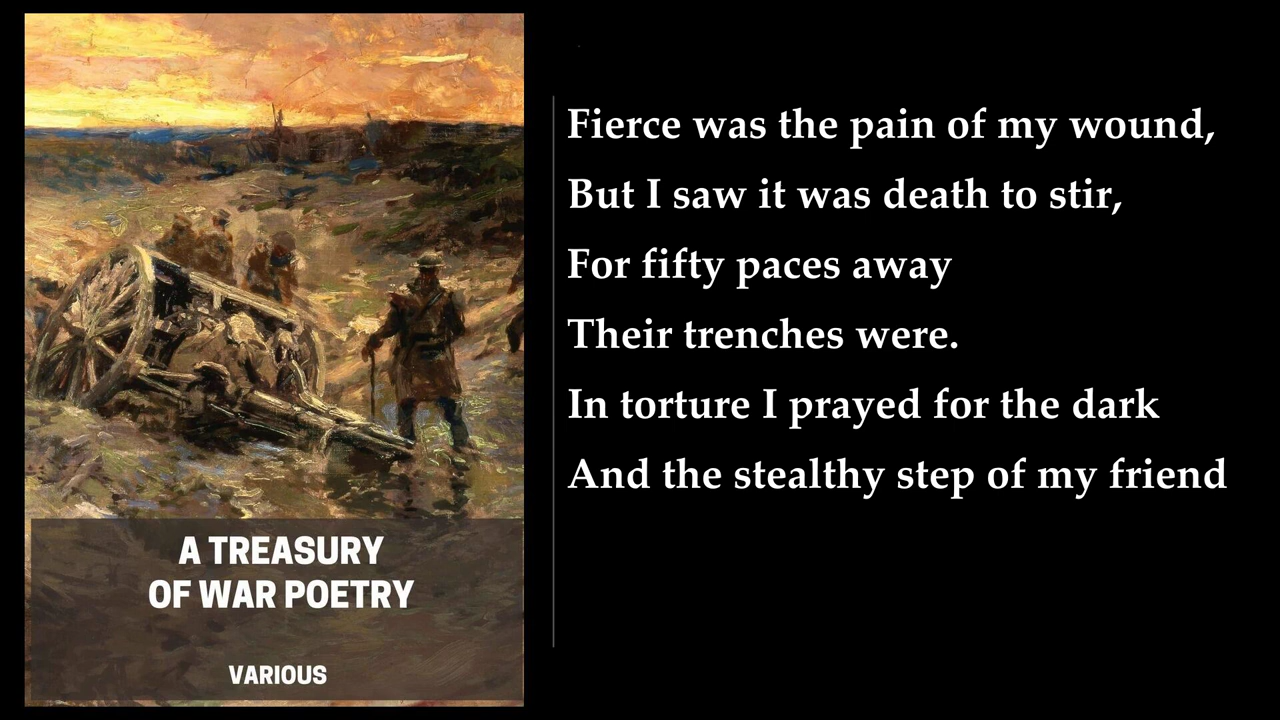 A TREASURY
OF WAR POETRY
VARIOUS
Fierce was the pain of my wound,
But I saw it was death to stir,
For fifty paces away
Their trenches were.
In torture I prayed for the dark
And the stealthy step of my friend